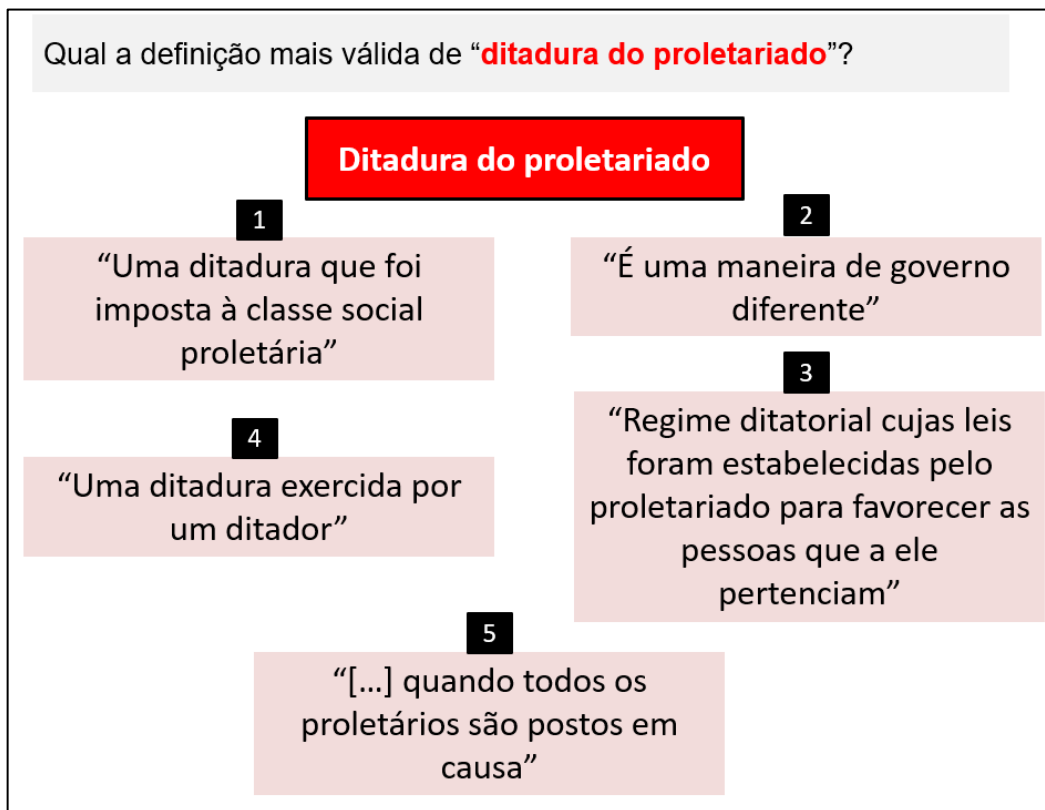 Qual a definição mais válida de “ditadura do proletariado”?
Ditadura do proletariado
1
“Uma ditadura que foi
imposta à classe social
proletária”
2
“É uma maneira de governo
diferente”
3
“Regime ditatorial cujas leis
foram estabelecidas pelo
proletariado para favorecer as
pessoas que a ele
pertenciam”
4
“Uma ditadura exercida por
um ditador”
5
“[…] quando todos os
proletários são postos em
causa”